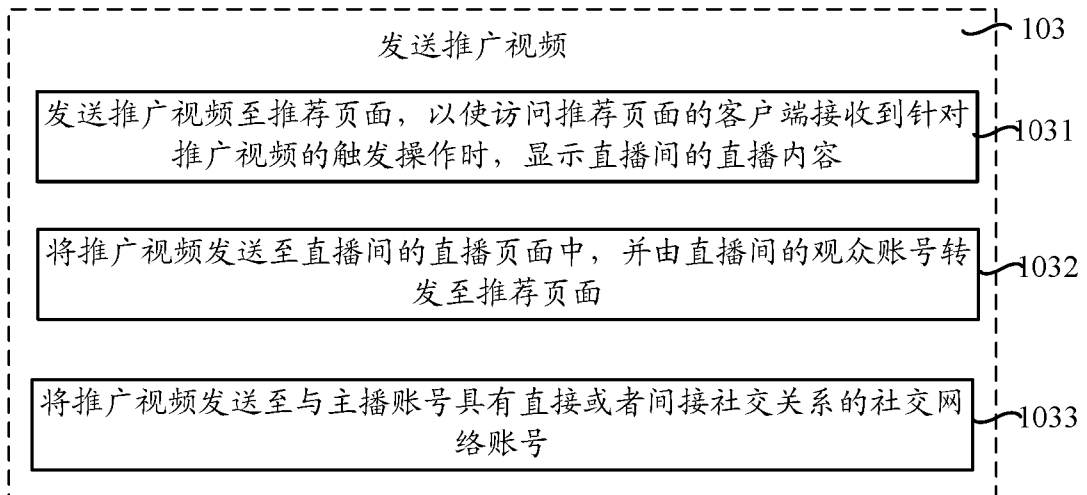 103
发送推广视频
发送推广视频至推荐页面，以使访问推荐页面的客户端接收到针对
推广视频的触发操作时，显示直播间的直播内容
1031
将推广视频发送至直播间的直播页面中，并由直播间的观众账号转
发至推荐页面
1032
将推广视频发送至与主播账号具有直接或者间接社交关系的社交网
络账号
1033